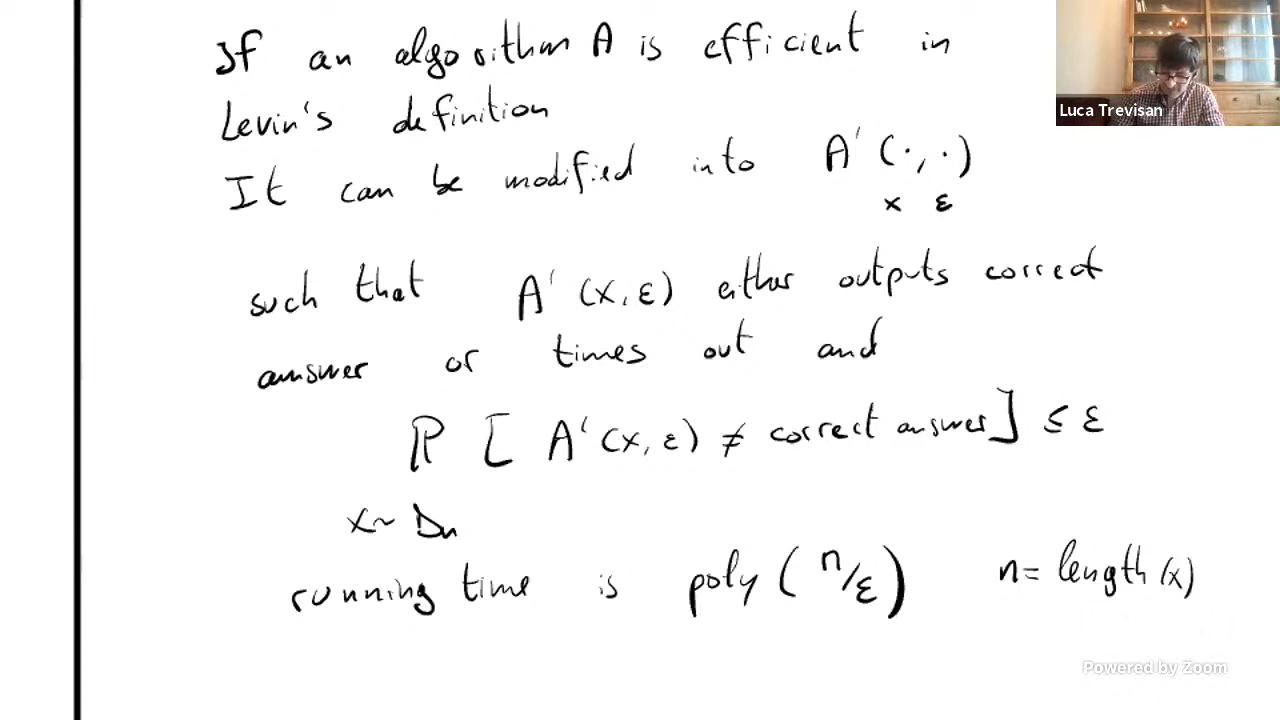 If an algorithm A is efficient in
Levin's definition
It can be modified into A' (·, ·)
x ε
such that A' (x, ε) either outputs correct
answer or times out and
ℙ [ A' (x, ε) ≠ correct answer ] ≤ ε
x ~ Dn
running time is poly ( n/ε ) n = length (x)
Luca Trevisan
Powered by Zoom